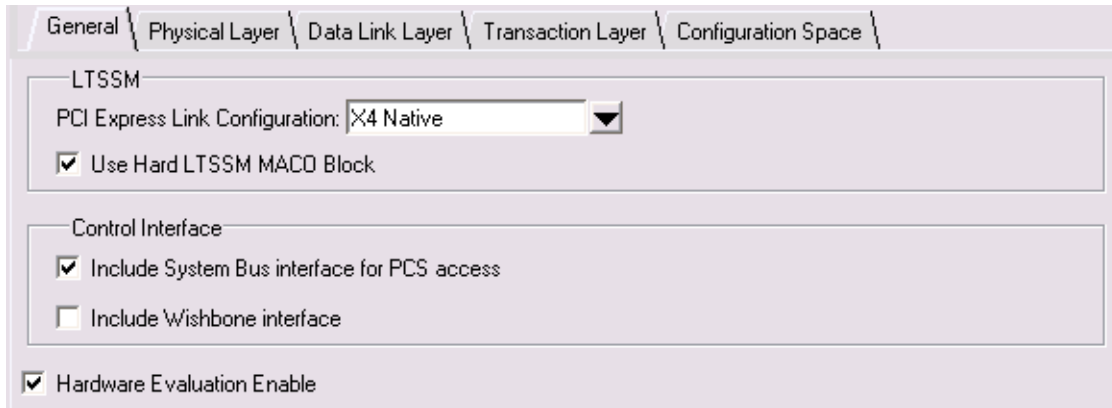 General Physical Layer Data Link Layer Transaction Layer Configuration Space
LTSSM
PCI Express Link Configuration: X4 Native
Use Hard LTSSM MACO Block
Control Interface
Include System Bus interface for PCS access
Include Wishbone interface
Hardware Evaluation Enable